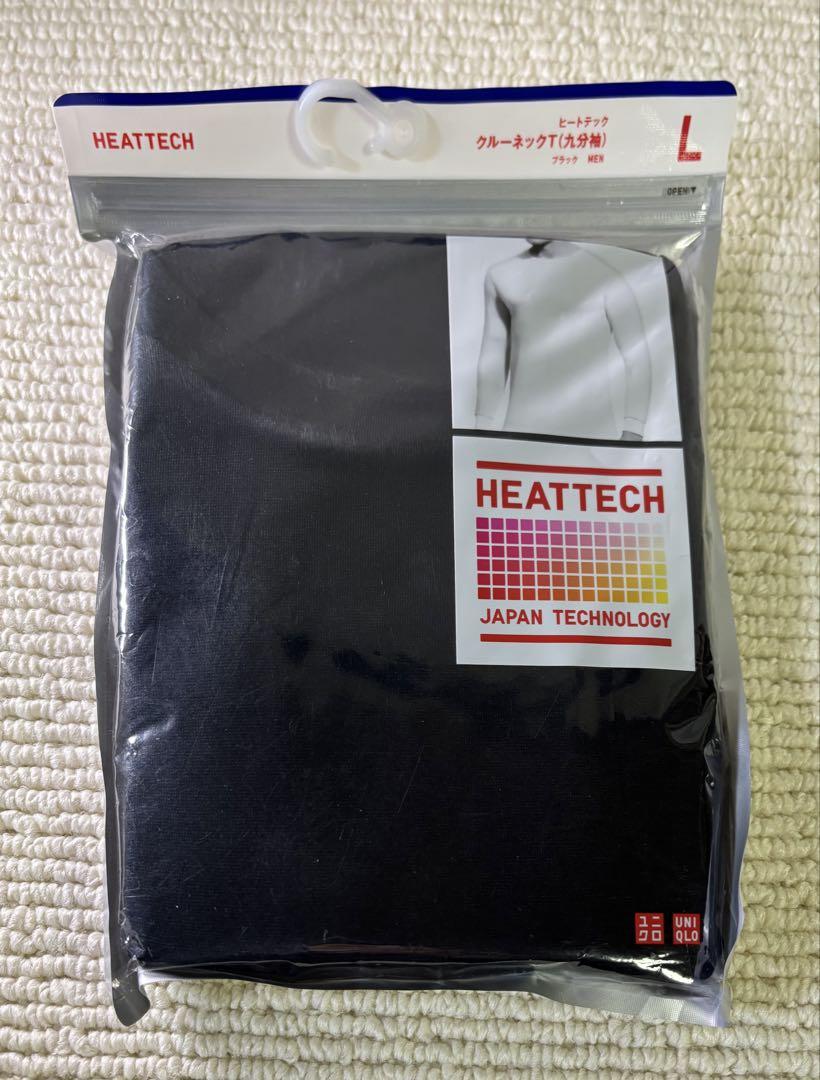 HEATTECH
ヒートテック
クルーネックT(九分袖)
ブラック MEN
L
OPEN▼
HEATTECH
JAPAN TECHNOLOGY
ユニ
クロ
UNI
QLO